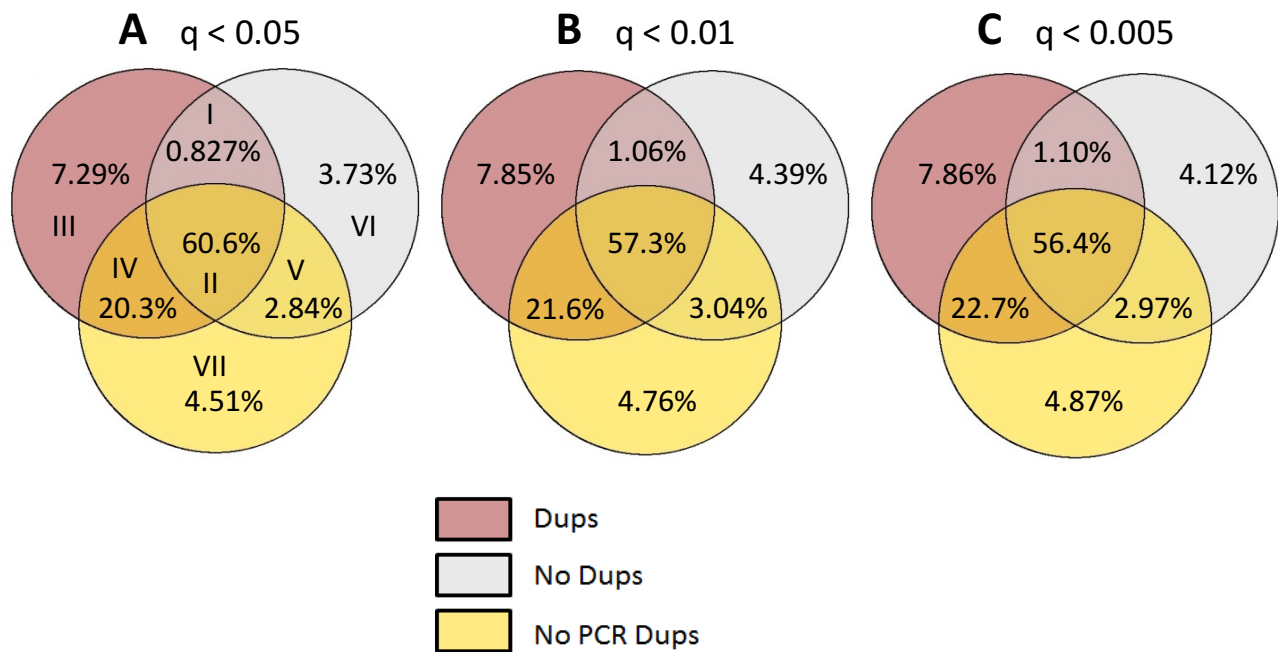 A q < 0.05
B q < 0.01
C q < 0.005
I
0.827%
7.29%
3.73%
III
VI
60.6%
IV
II
V
20.3%
2.84%
VII
4.51%
1.06%
7.85%
4.39%
57.3%
21.6%
3.04%
4.76%
1.10%
7.86%
4.12%
56.4%
22.7%
2.97%
4.87%
Dups
No Dups
No PCR Dups